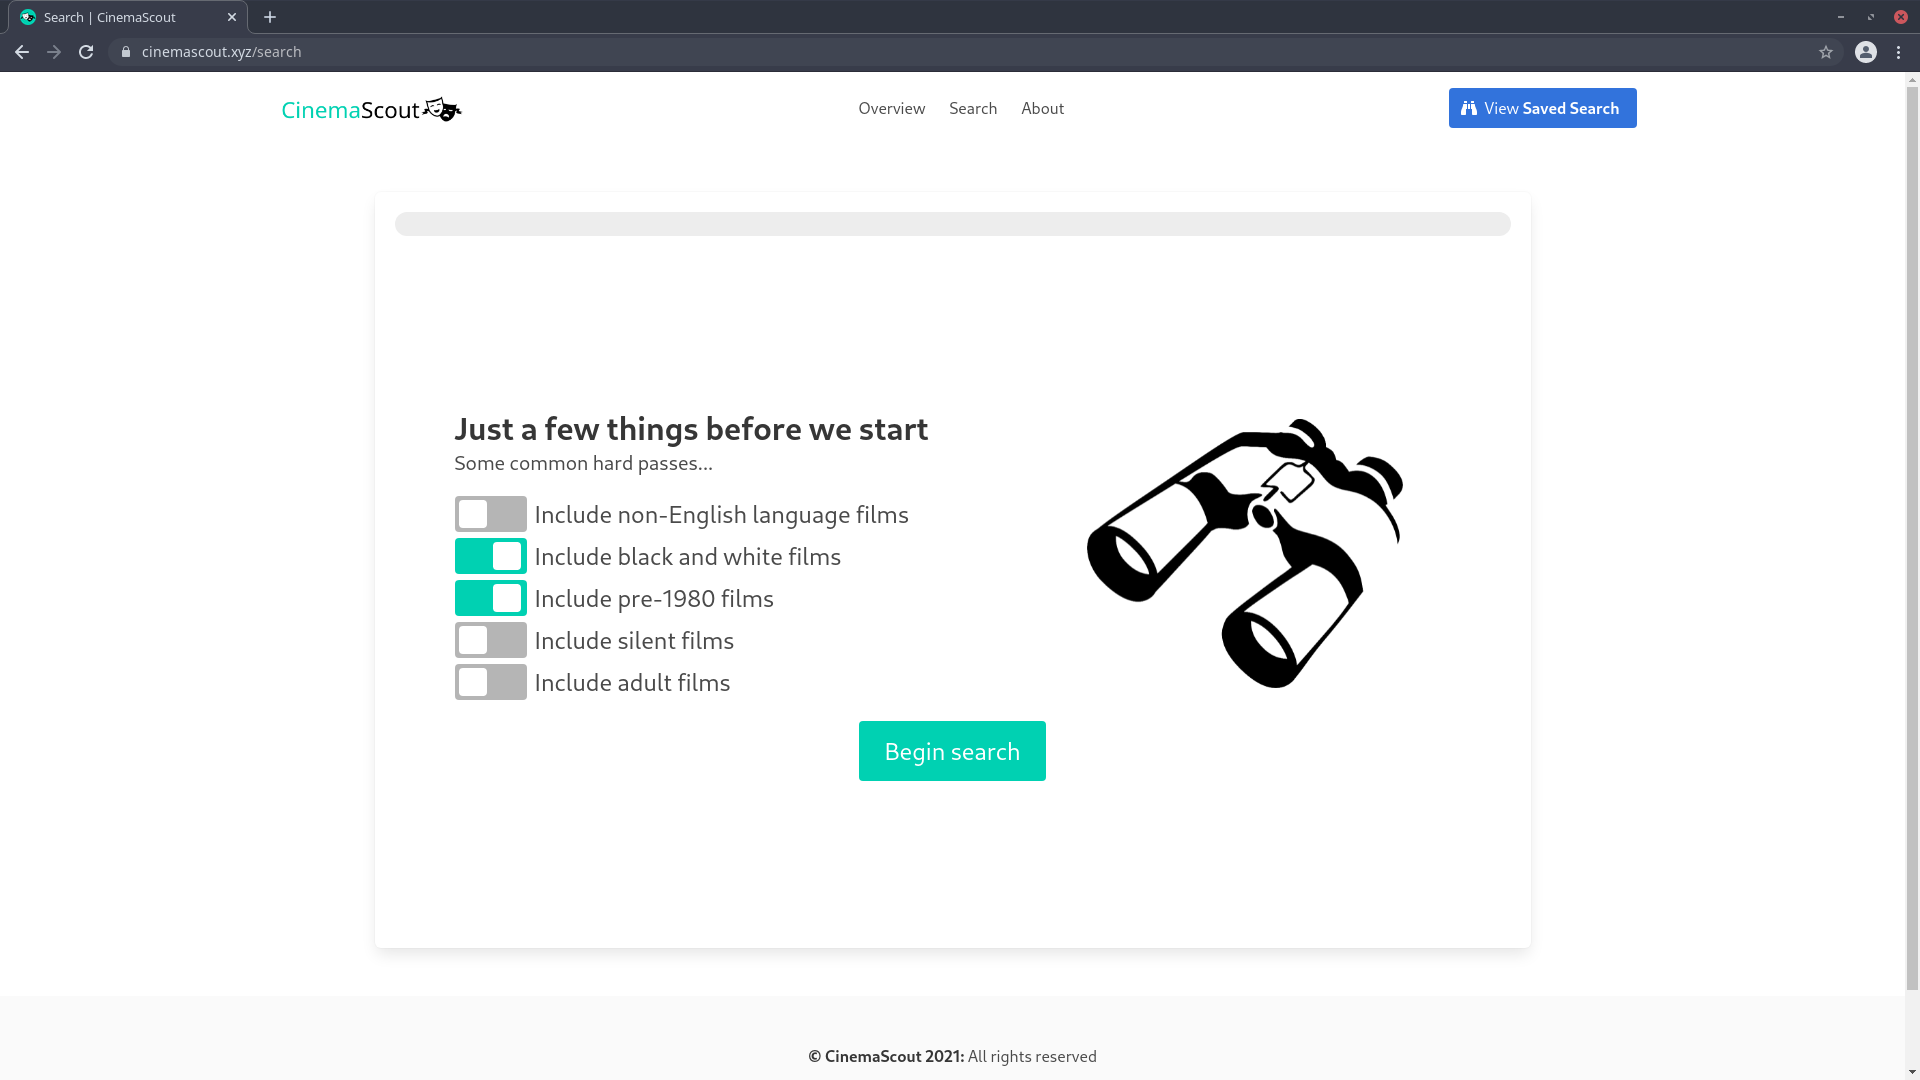 Search | CinemaScout
cinemascout.xyz/search
CinemaScout
Overview Search About
View Saved Search
Just a few things before we start
Some common hard passes...
Include non-English language films
Include black and white films
Include pre-1980 films
Include silent films
Include adult films
Begin search
© CinemaScout 2021: All rights reserved